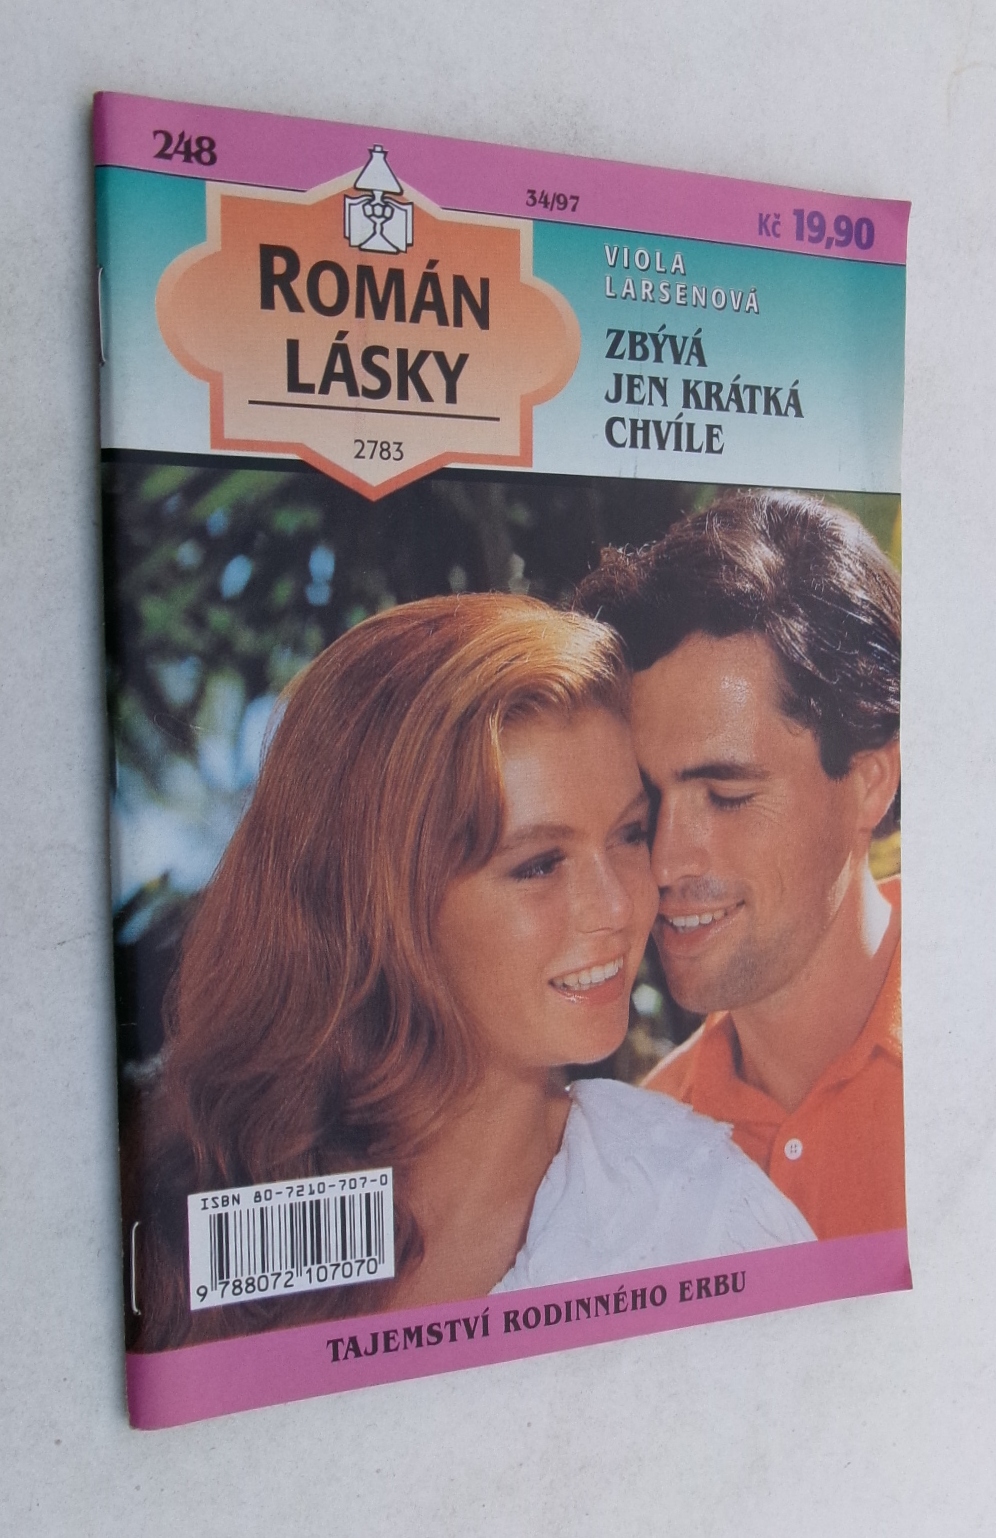 248
34/97
Kč 19,90
ROMÁN
LÁSKY
2783
VIOLA
LARSENOVÁ
ZBÝVÁ
JEN KRÁTKÁ
CHVÍLE
ISBN 80-7210-707-0
9 788072 107070
TAJEMSTVÍ RODINNÉHO ERBU